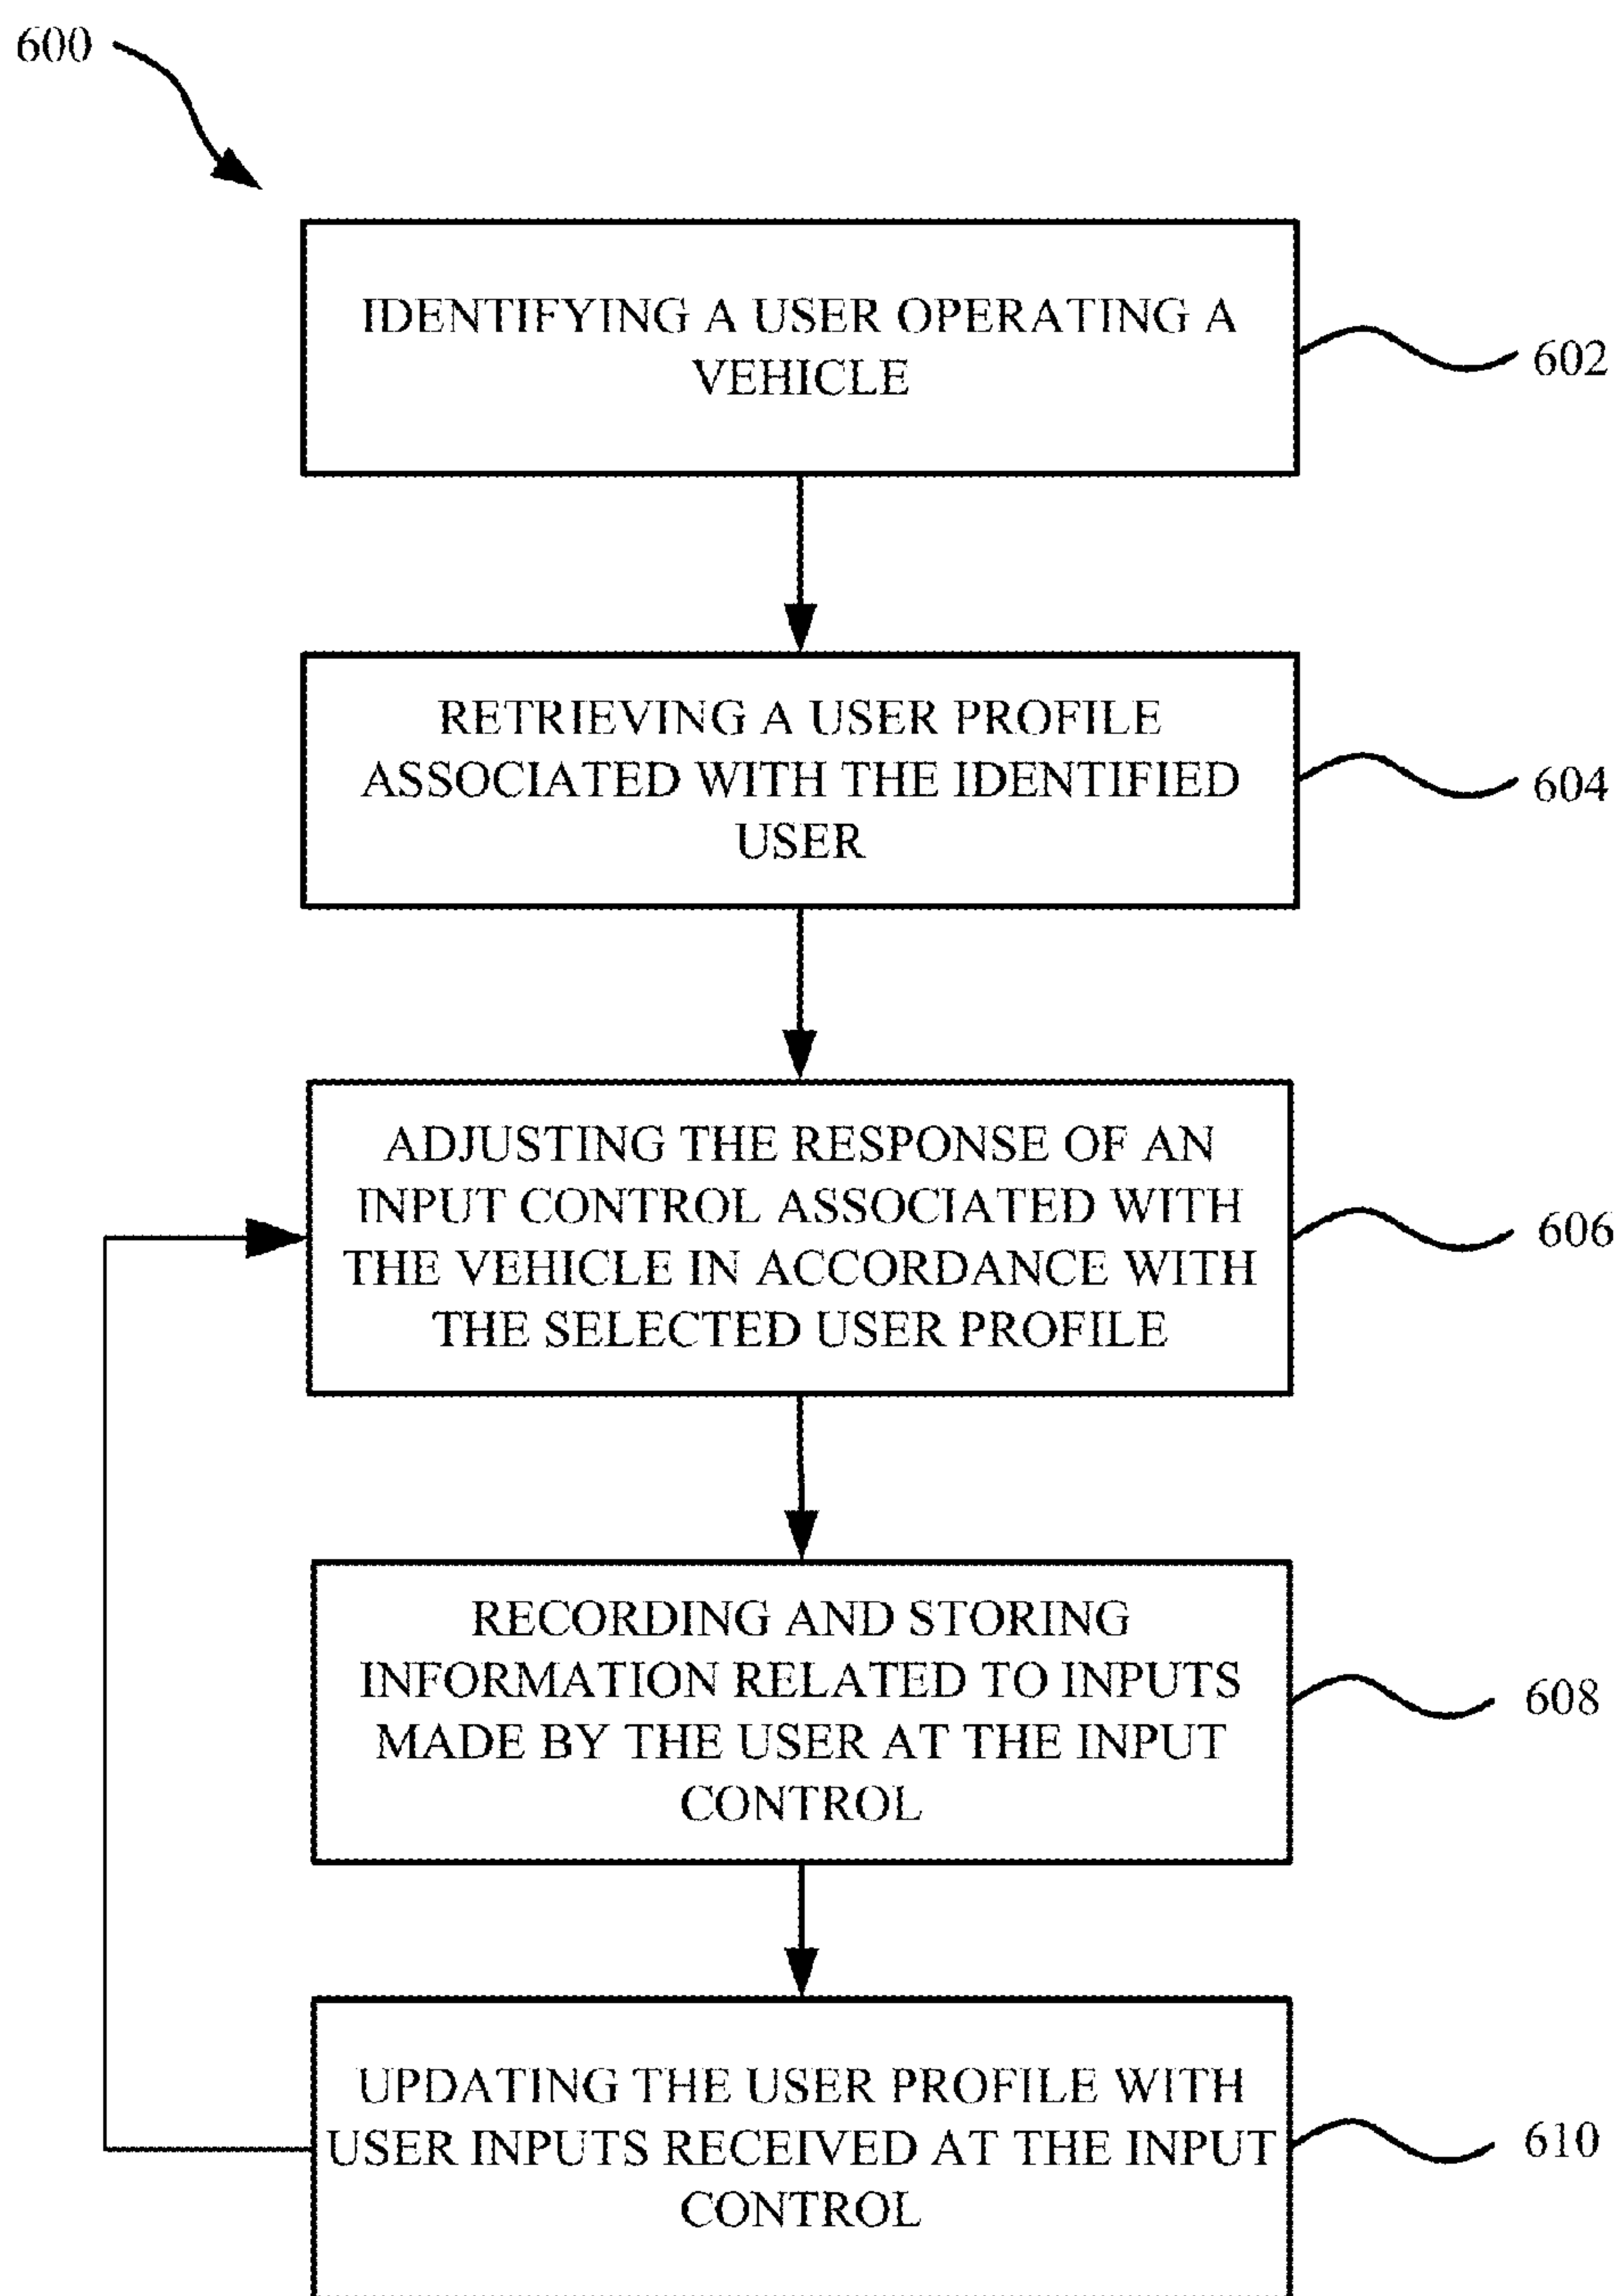 600
IDENTIFYING A USER OPERATING A
VEHICLE
602
RETRIEVING A USER PROFILE
ASSOCIATED WITH THE IDENTIFIED
USER
604
ADJUSTING THE RESPONSE OF AN
INPUT CONTROL ASSOCIATED WITH
THE VEHICLE IN ACCORDANCE WITH
THE SELECTED USER PROFILE
606
RECORDING AND STORING
INFORMATION RELATED TO INPUTS
MADE BY THE USER AT THE INPUT
CONTROL
608
UPDATING THE USER PROFILE WITH
USER INPUTS RECEIVED AT THE INPUT
CONTROL
610